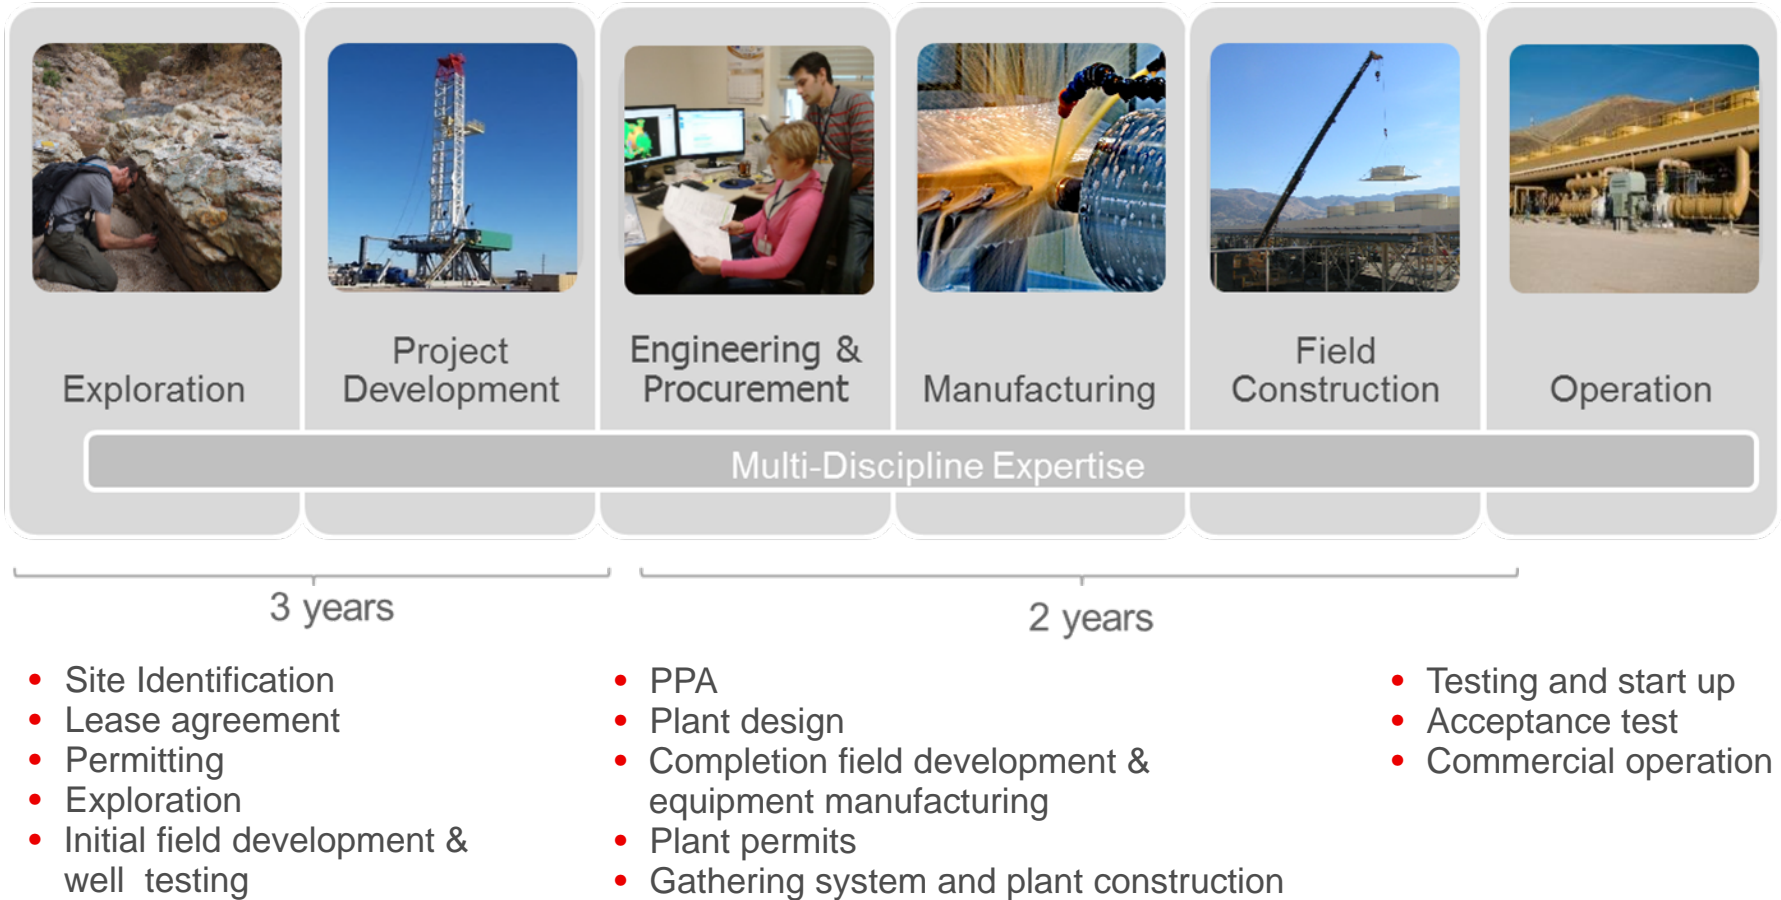 Exploration
Project
Development
Engineering &
Procurement
Manufacturing
Field
Construction
Operation
Multi-Discipline Expertise
3 years
2 years
• Site Identification
• Lease agreement
• Permitting
• Exploration
• Initial field development &
well testing
• PPA
• Plant design
• Completion field development &
equipment manufacturing
• Plant permits
• Gathering system and plant construction
• Testing and start up
• Acceptance test
• Commercial operation